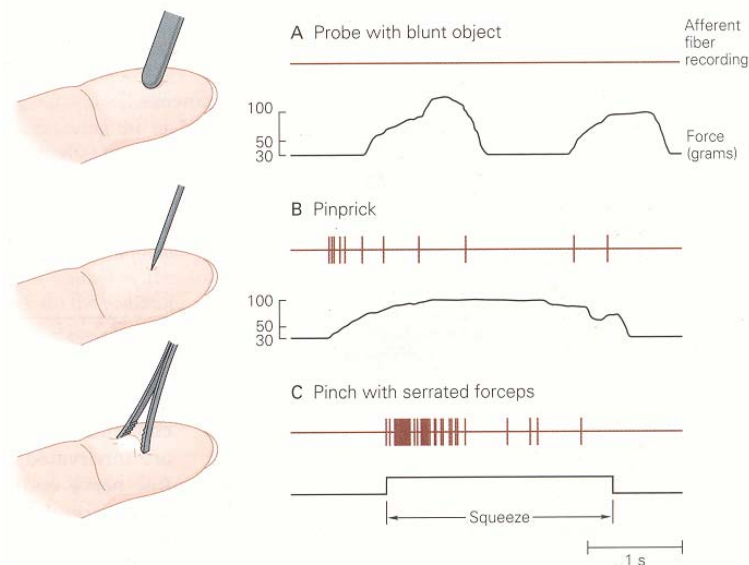 A Probe with blunt object
Afferent
fiber
recording
100
50
30
Force
(grams)
B Pinprick
100
50
30
C Pinch with serrated forceps
Squeeze
1 s